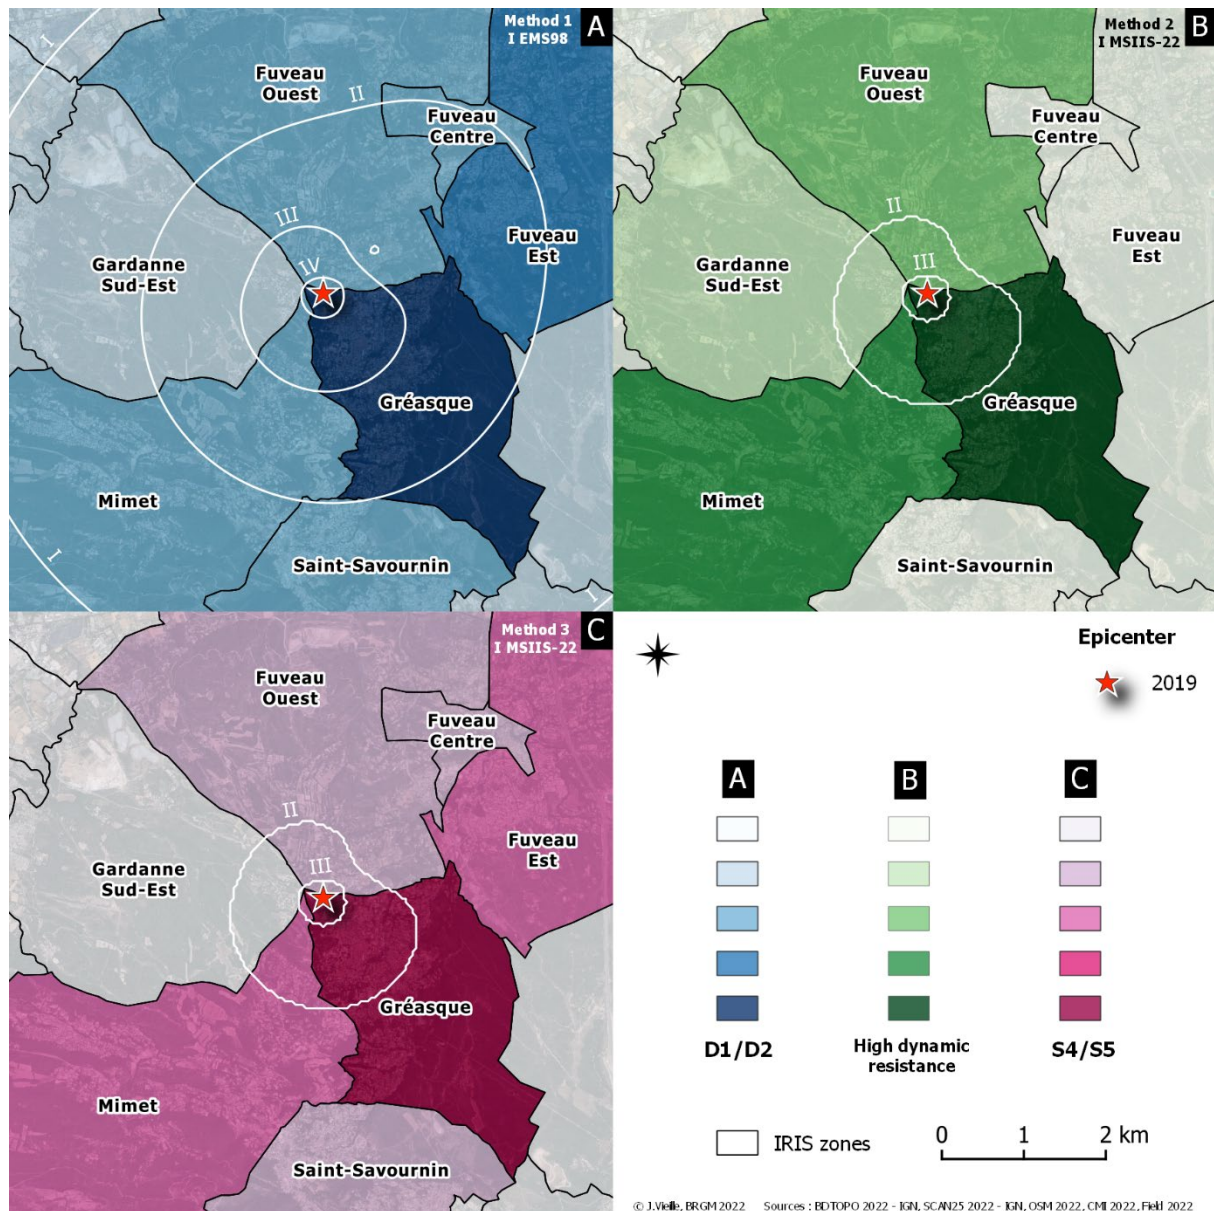 Method 1
I EMS98
A
I
Fuveau
Ouest
II
Fuveau
Centre
III
Fuveau
Est
IV
Gardanne
Sud-Est
Gréasque
Mimet
I
Saint-Savournin
I
Method 2
I MSIIS-22
B
Fuveau
Ouest
Fuveau
Centre
II
Fuveau
Est
III
Gardanne
Sud-Est
Gréasque
Mimet
Saint-Savournin
Method 3
I MSIIS-22
C
Fuveau
Ouest
Fuveau
Centre
II
Fuveau
Est
III
Gardanne
Sud-Est
Gréasque
Mimet
Saint-Savournin
Epicenter
2019
A B C
D1/D2 High dynamic resistance S4/S5
IRIS zones
0 1 2 km
© J.Vieille, BRGM 2022 Sources : BDTOPO 2022 - IGN, SCAN25 2022 - IGN, OSM 2022, CMI 2022, Field 2022